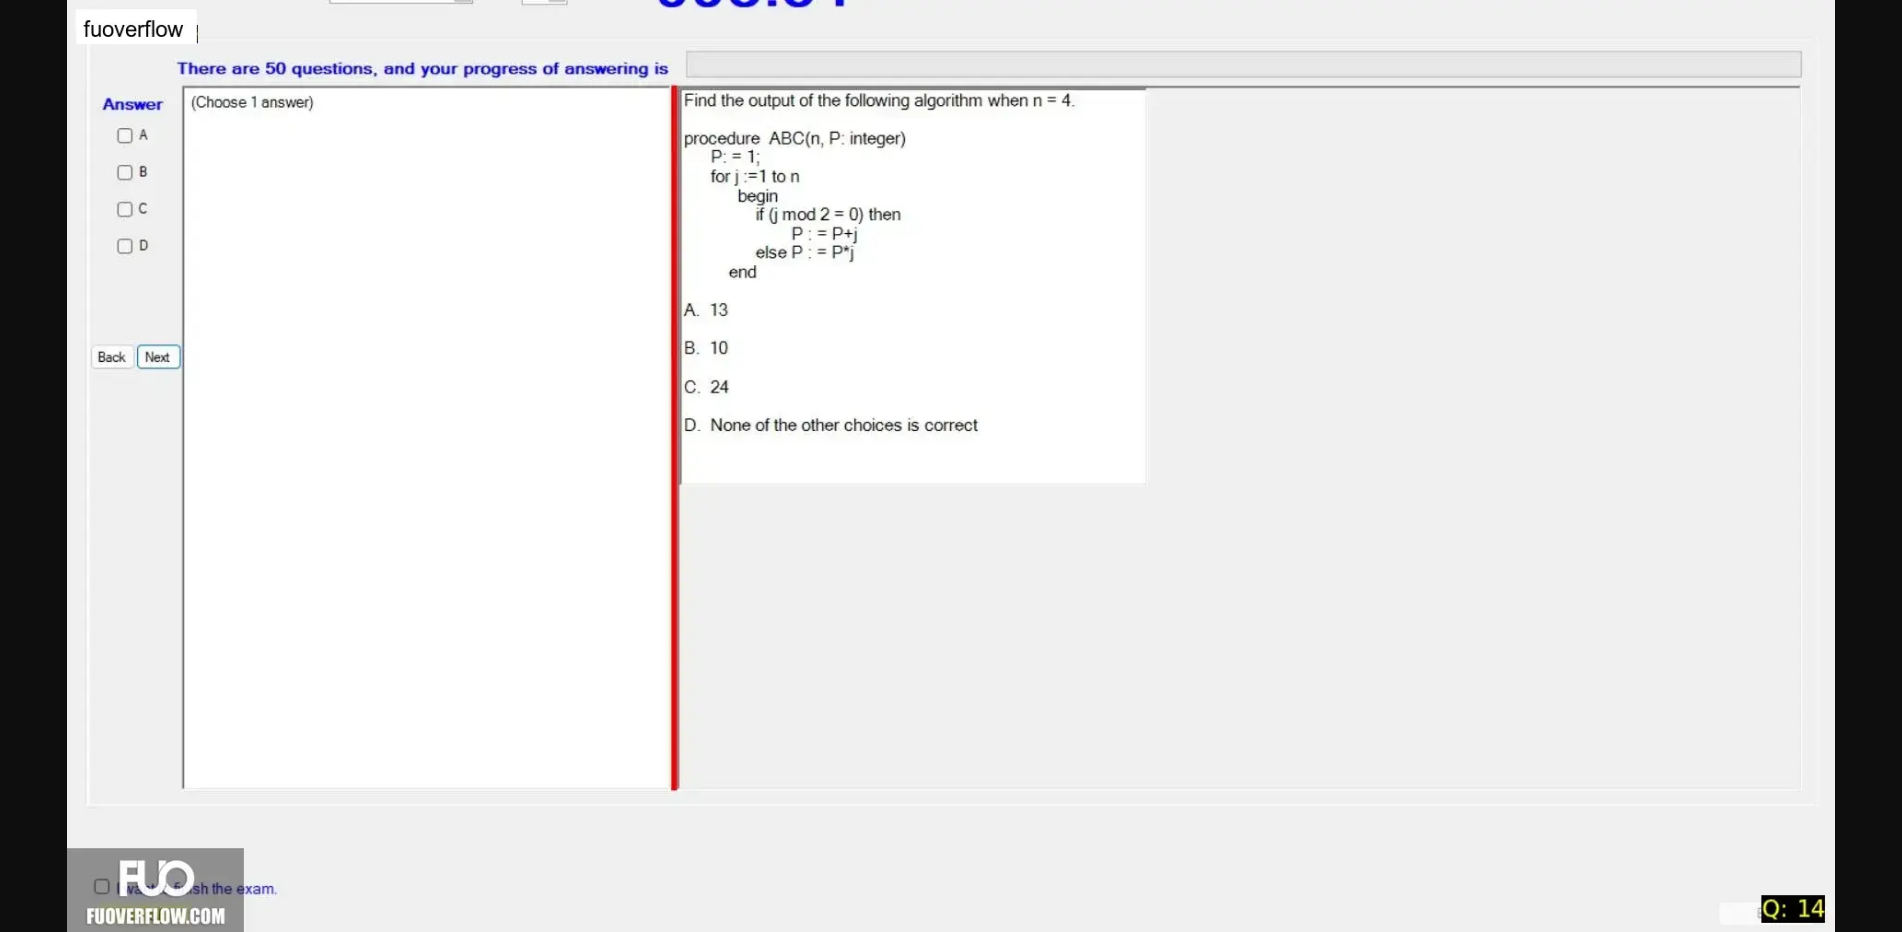 fuoverflow
There are 50 questions, and your progress of answering is
Answer
(Choose 1 answer)
A
B
C
D
Back
Next
Find the output of the following algorithm when n = 4.
procedure ABC(n, P: integer)
P: = 1;
for j :=1 to n
begin
if (j mod 2 = 0) then
P : = P+j
else P : = P*j
end
A. 13
B. 10
C. 24
D. None of the other choices is correct
FUO
sh the exam.
FUOVERFLOW.COM
Q: 14